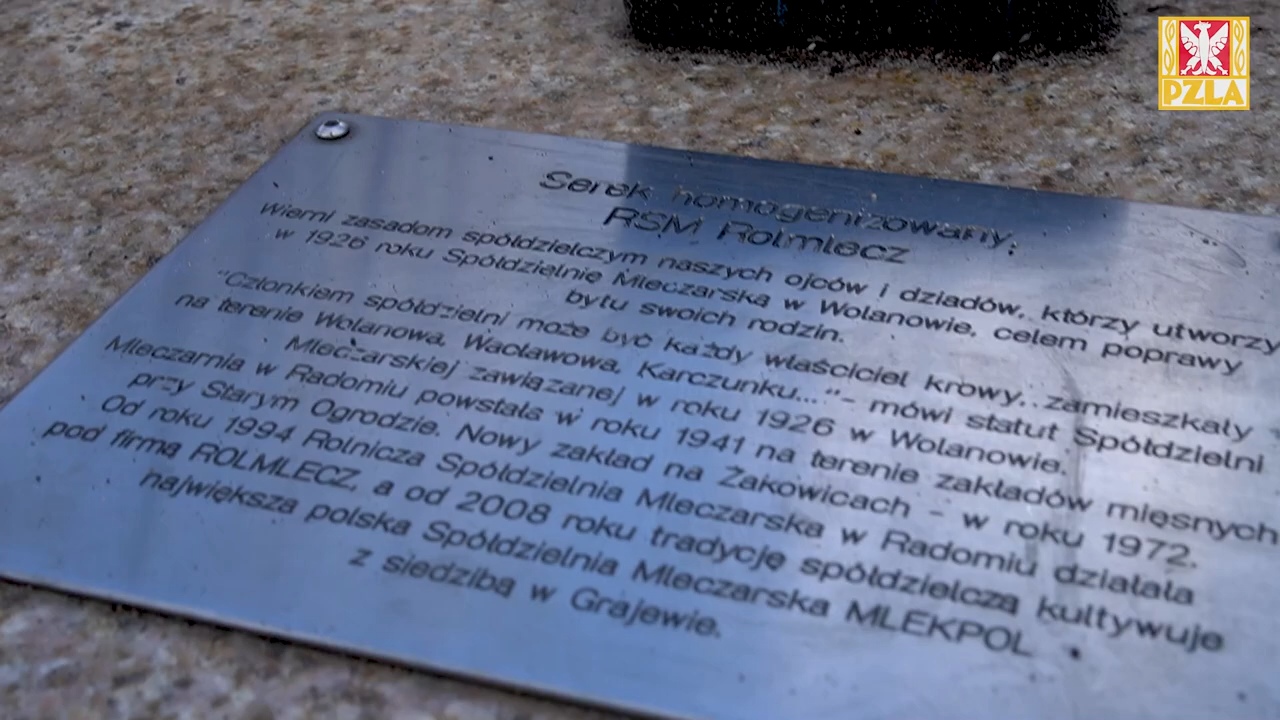 PZLA
Serek homogenizowany,
RSM Rolmlecz
Wierni zasadom spółdzielczym naszych ojców i dziadów, którzy utworzy
w 1926 roku Spółdzielnię Mleczarską w Wolanowie, celem poprawy
bytu swoich rodzin.
"Członkiem spółdzielni może być każdy właściciel krowy, zamieszkały
na terenie Wolanowa, Wacławowa, Karczunku..."- mówi statut Spółdzielni
Mleczarskiej zawiązanej w roku 1926 w Wolanowie.
Mleczarnia w Radomiu powstała w roku 1941 na terenie zakładów mięsnych
przy Starym Ogrodzie. Nowy zakład na Żakowicach - w roku 1972.
Od roku 1994 Rolnicza Spółdzielnia Mleczarska w Radomiu działała
pod firmą ROLMLECZ, a od 2008 roku tradycję spółdzielczą kultywuje
największa polska Spółdzielnia Mleczarska MLEKPOL
z siedzibą w Grajewie.